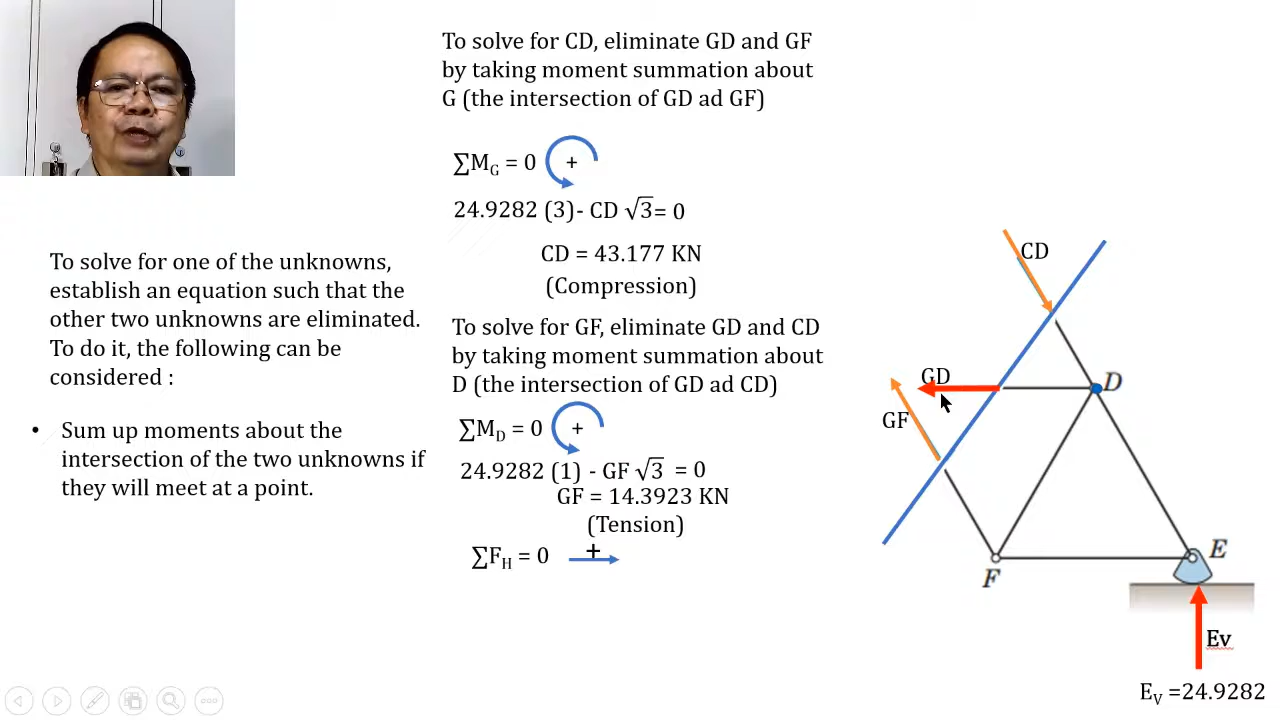 To solve for CD, eliminate GD and GF
by taking moment summation about
G (the intersection of GD ad GF)
∑M_G = 0 +
24.9282 (3)- CD √3= 0
CD = 43.177 KN
(Compression)
To solve for one of the unknowns,
establish an equation such that the
other two unknowns are eliminated.
To do it, the following can be
considered :
• Sum up moments about the
intersection of the two unknowns if
they will meet at a point.
To solve for GF, eliminate GD and CD
by taking moment summation about
D (the intersection of GD ad CD)
∑M_D = 0 +
24.9282 (1) - GF √3 = 0
GF = 14.3923 KN
(Tension)
∑F_H = 0 +
CD
GD
D
GF
E
F
Ev
E_V =24.9282